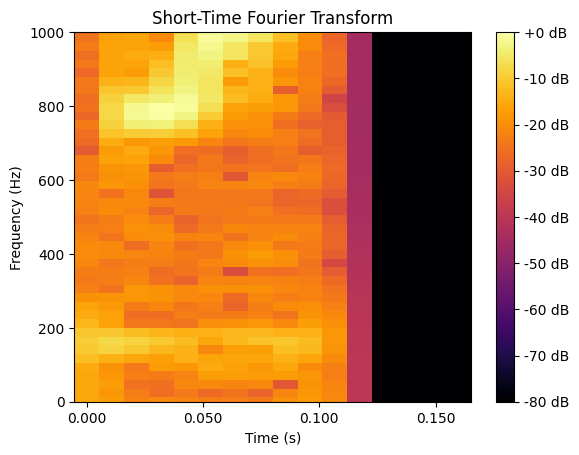 Short-Time Fourier Transform
Frequency (Hz)
1000
800
600
400
200
0
0.000
0.050
0.100
0.150
Time (s)
+0 dB
-10 dB
-20 dB
-30 dB
-40 dB
-50 dB
-60 dB
-70 dB
-80 dB